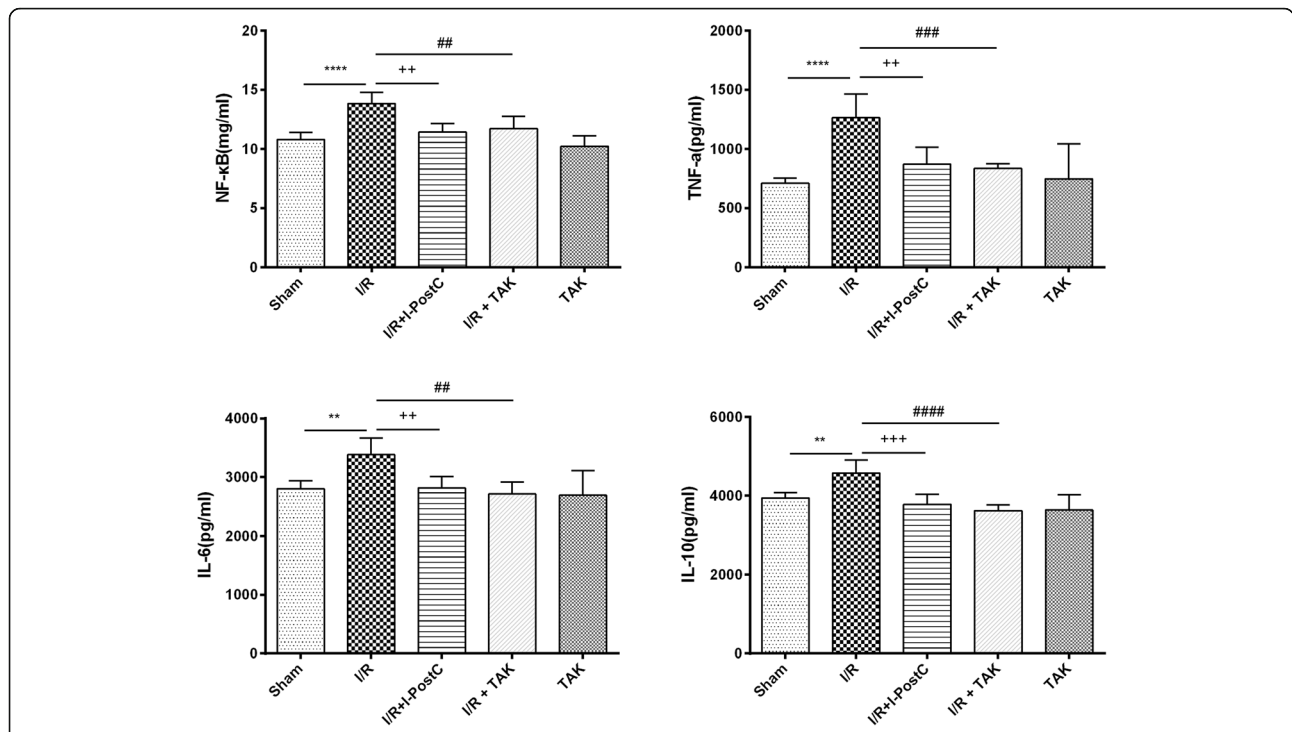 20
15
10
5
0
NF-κB(mg/ml)
****
++
##
Sham
I/R
I/R+I-PostC
I/R + TAK
TAK
2000
1500
1000
500
0
TNF-a(pg/ml)
****
++
###
Sham
I/R
I/R+I-PostC
I/R + TAK
TAK
4000
3000
2000
1000
0
IL-6(pg/ml)
**
++
##
Sham
I/R
I/R+I-PostC
I/R + TAK
TAK
6000
4000
2000
0
IL-10(pg/ml)
**
+++
####
Sham
I/R
I/R+I-PostC
I/R + TAK
TAK